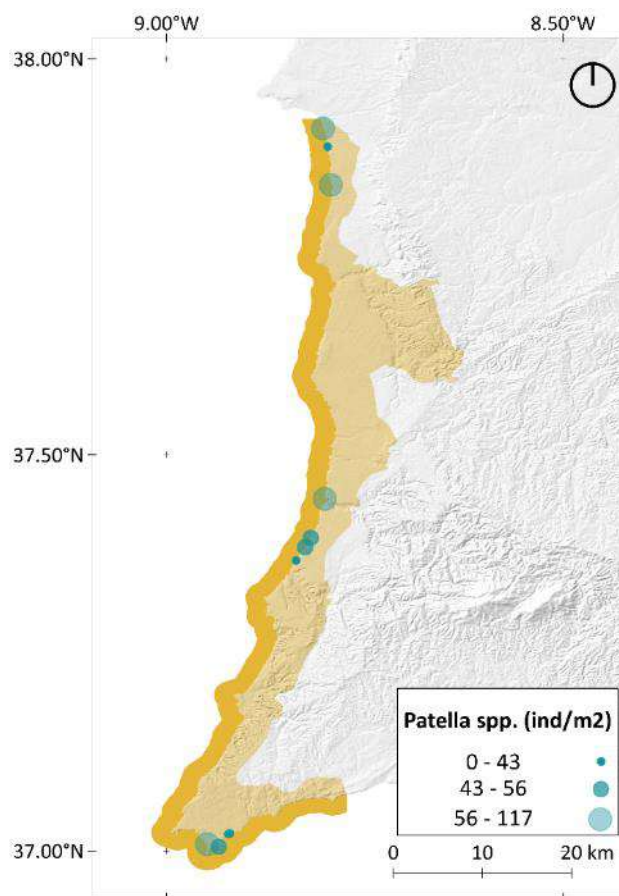 9.00°W 8.50°W
38.00°N
37.50°N
37.00°N
Patella spp. (ind/m2)
0 - 43
43 - 56
56 - 117
0 10 20 km